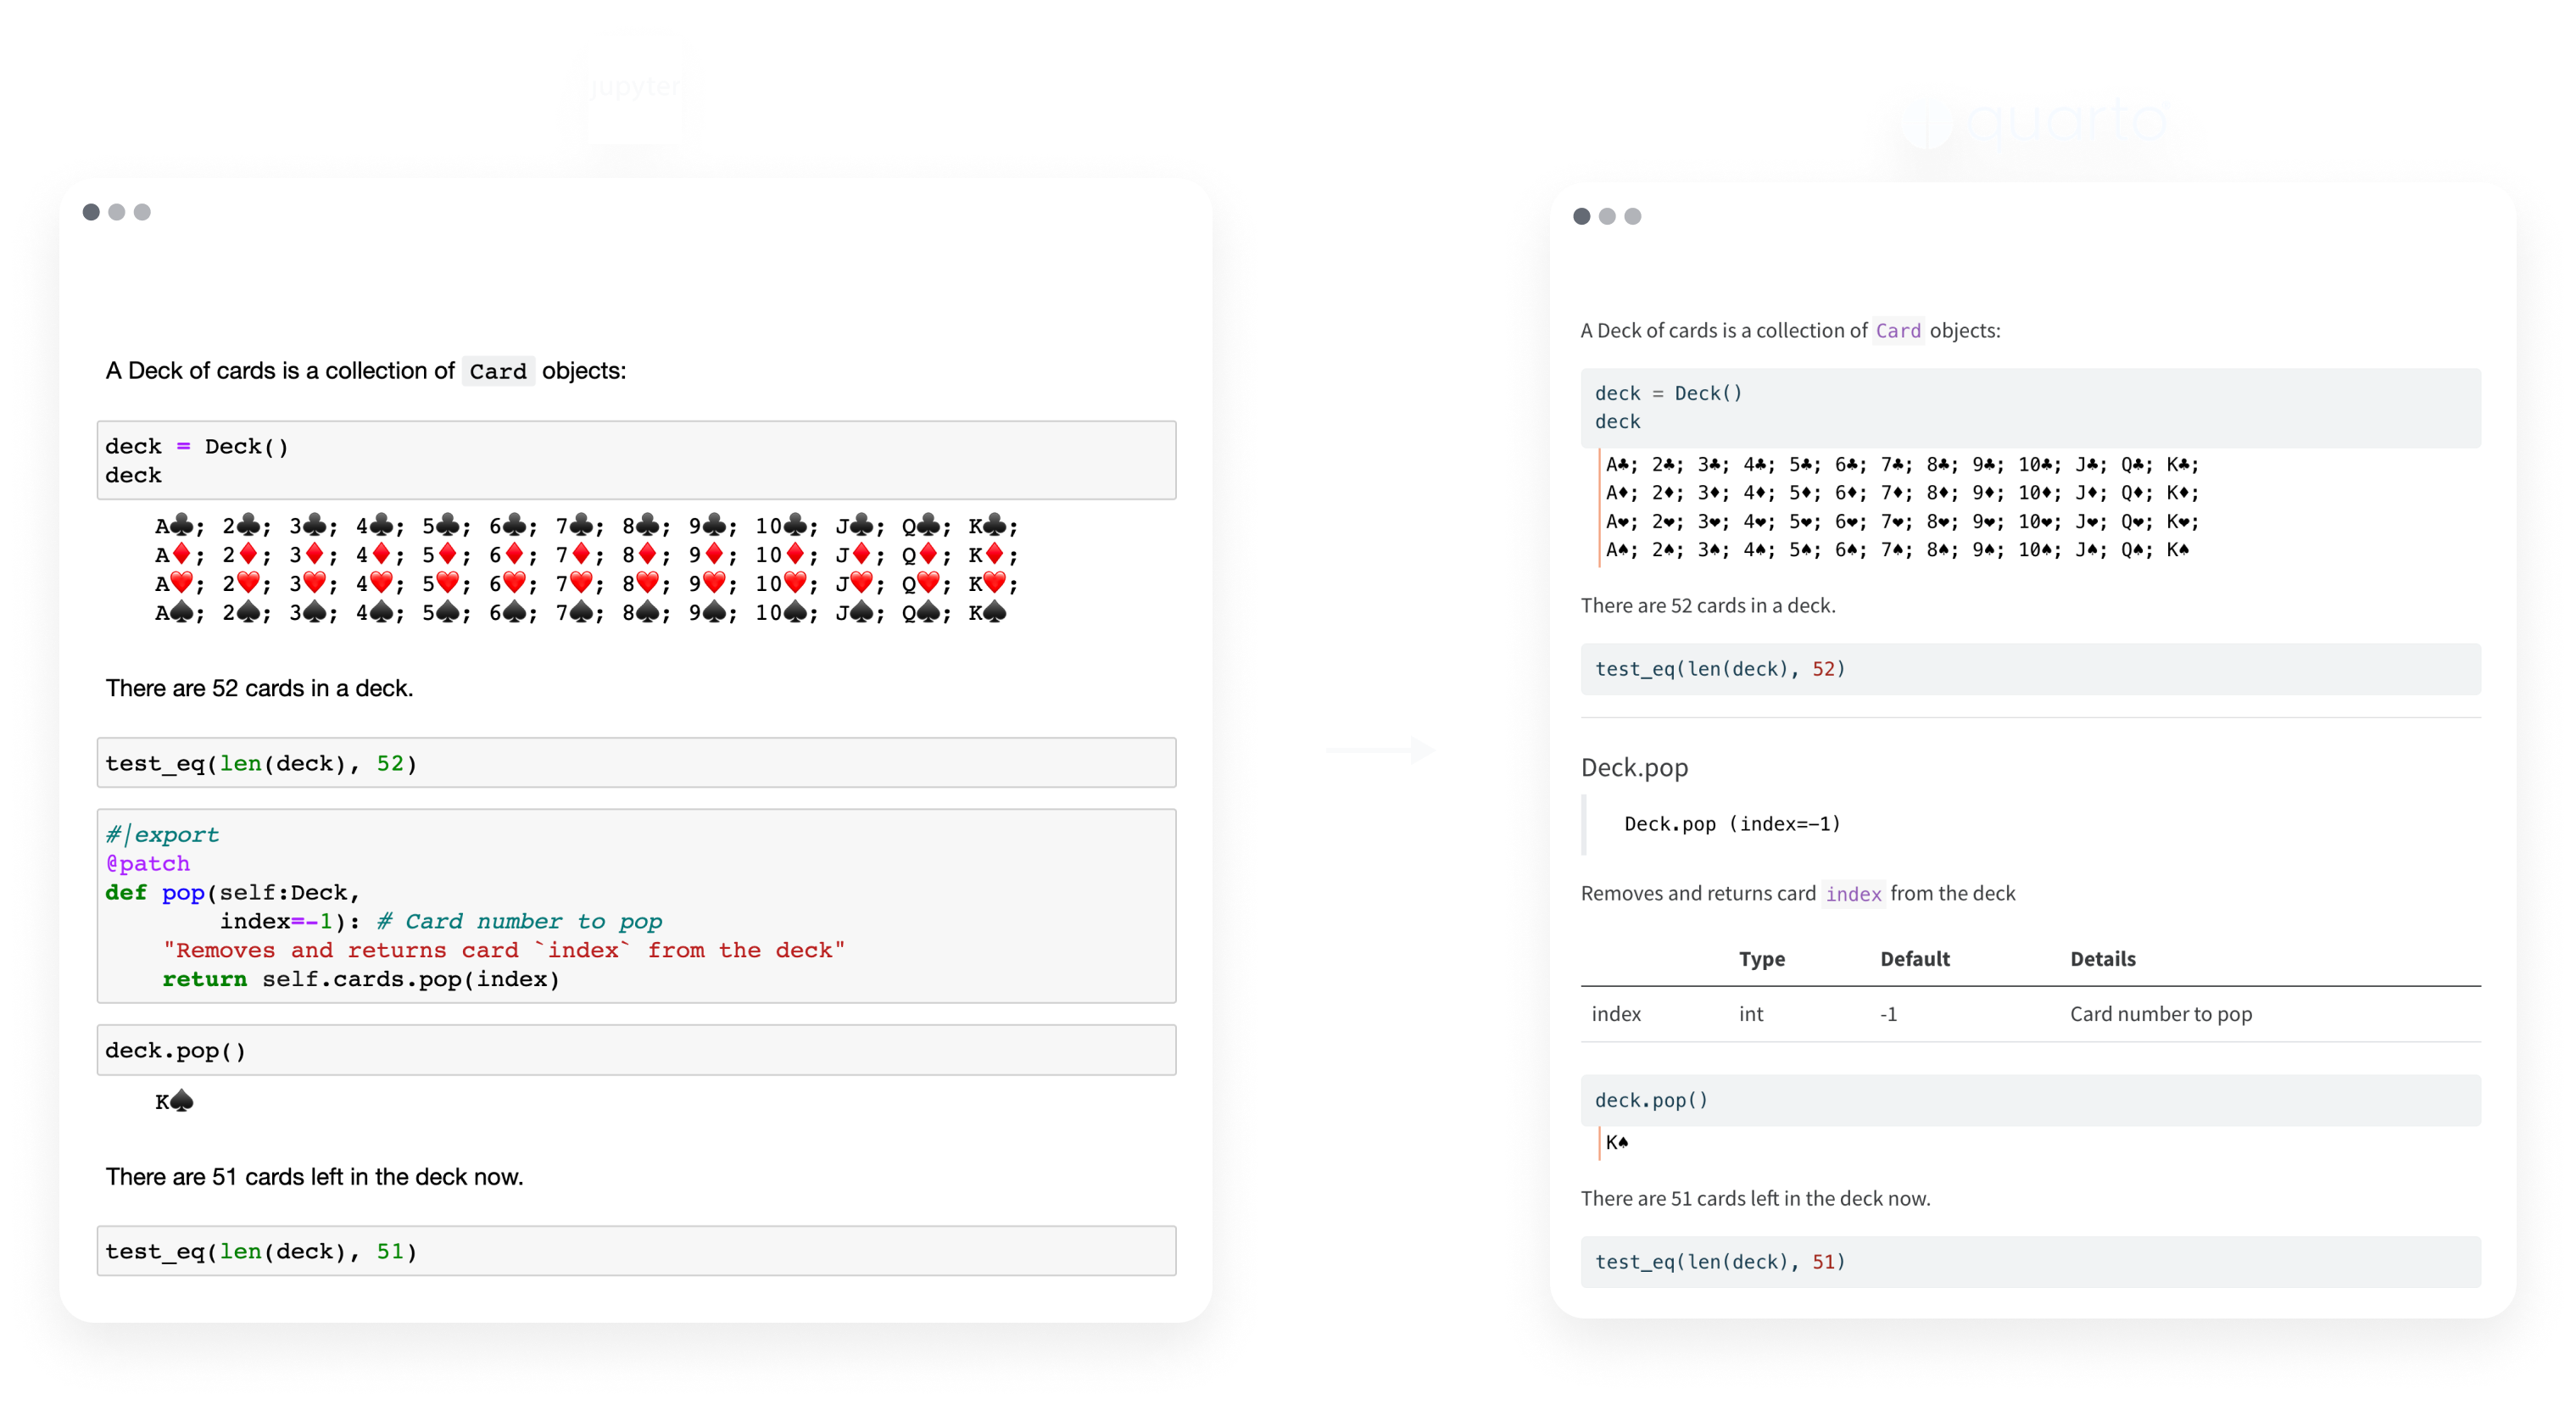 jupyter
A Deck of cards is a collection of Card objects:
deck = Deck()
deck
A♣; 2♣; 3♣; 4♣; 5♣; 6♣; 7♣; 8♣; 9♣; 10♣; J♣; Q♣; K♣;
A♦; 2♦; 3♦; 4♦; 5♦; 6♦; 7♦; 8♦; 9♦; 10♦; J♦; Q♦; K♦;
A♥; 2♥; 3♥; 4♥; 5♥; 6♥; 7♥; 8♥; 9♥; 10♥; J♥; Q♥; K♥;
A♠; 2♠; 3♠; 4♠; 5♠; 6♠; 7♠; 8♠; 9♠; 10♠; J♠; Q♠; K♠
There are 52 cards in a deck.
test_eq(len(deck), 52)
#|export
@patch
def pop(self:Deck,
        index=-1): # Card number to pop
    "Removes and returns card `index` from the deck"
    return self.cards.pop(index)
deck.pop()
K♠
There are 51 cards left in the deck now.
test_eq(len(deck), 51)
quarto
A Deck of cards is a collection of Card objects:
deck = Deck()
deck
A♣; 2♣; 3♣; 4♣; 5♣; 6♣; 7♣; 8♣; 9♣; 10♣; J♣; Q♣; K♣;
A♦; 2♦; 3♦; 4♦; 5♦; 6♦; 7♦; 8♦; 9♦; 10♦; J♦; Q♦; K♦;
A♥; 2♥; 3♥; 4♥; 5♥; 6♥; 7♥; 8♥; 9♥; 10♥; J♥; Q♥; K♥;
A♠; 2♠; 3♠; 4♠; 5♠; 6♠; 7♠; 8♠; 9♠; 10♠; J♠; Q♠; K♠
There are 52 cards in a deck.
test_eq(len(deck), 52)
Deck.pop
Deck.pop (index=-1)
Removes and returns card index from the deck
Type Default Details
index int -1 Card number to pop
deck.pop()
K♠
There are 51 cards left in the deck now.
test_eq(len(deck), 51)